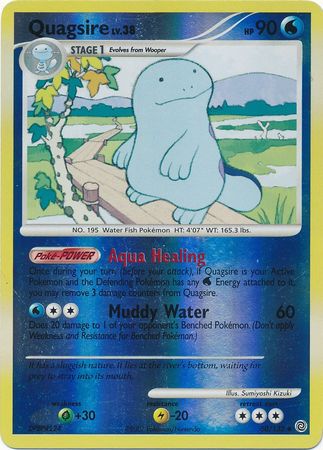 Quagsire LV.38 HP 90
STAGE 1 Evolves from Wooper
NO. 195 Water Fish Pokémon HT: 4'07" WT: 165.3 lbs.
Poké-POWER Aqua Healing
Once during your turn (before your attack), if Quagsire is your Active
Pokémon and the Defending Pokémon has any Energy attached to it,
you may remove 3 damage counters from Quagsire.
Muddy Water 60
Does 20 damage to 1 of your opponent's Benched Pokémon. (Don't apply
Weakness and Resistance for Benched Pokémon.)
It has a sluggish nature. It lies at the river's bottom, waiting for
prey to stray into its mouth.
Illus. Sumiyoshi Kizuki
weakness resistance retreat cost
+30 -20
Pokémon/Nintendo
/132